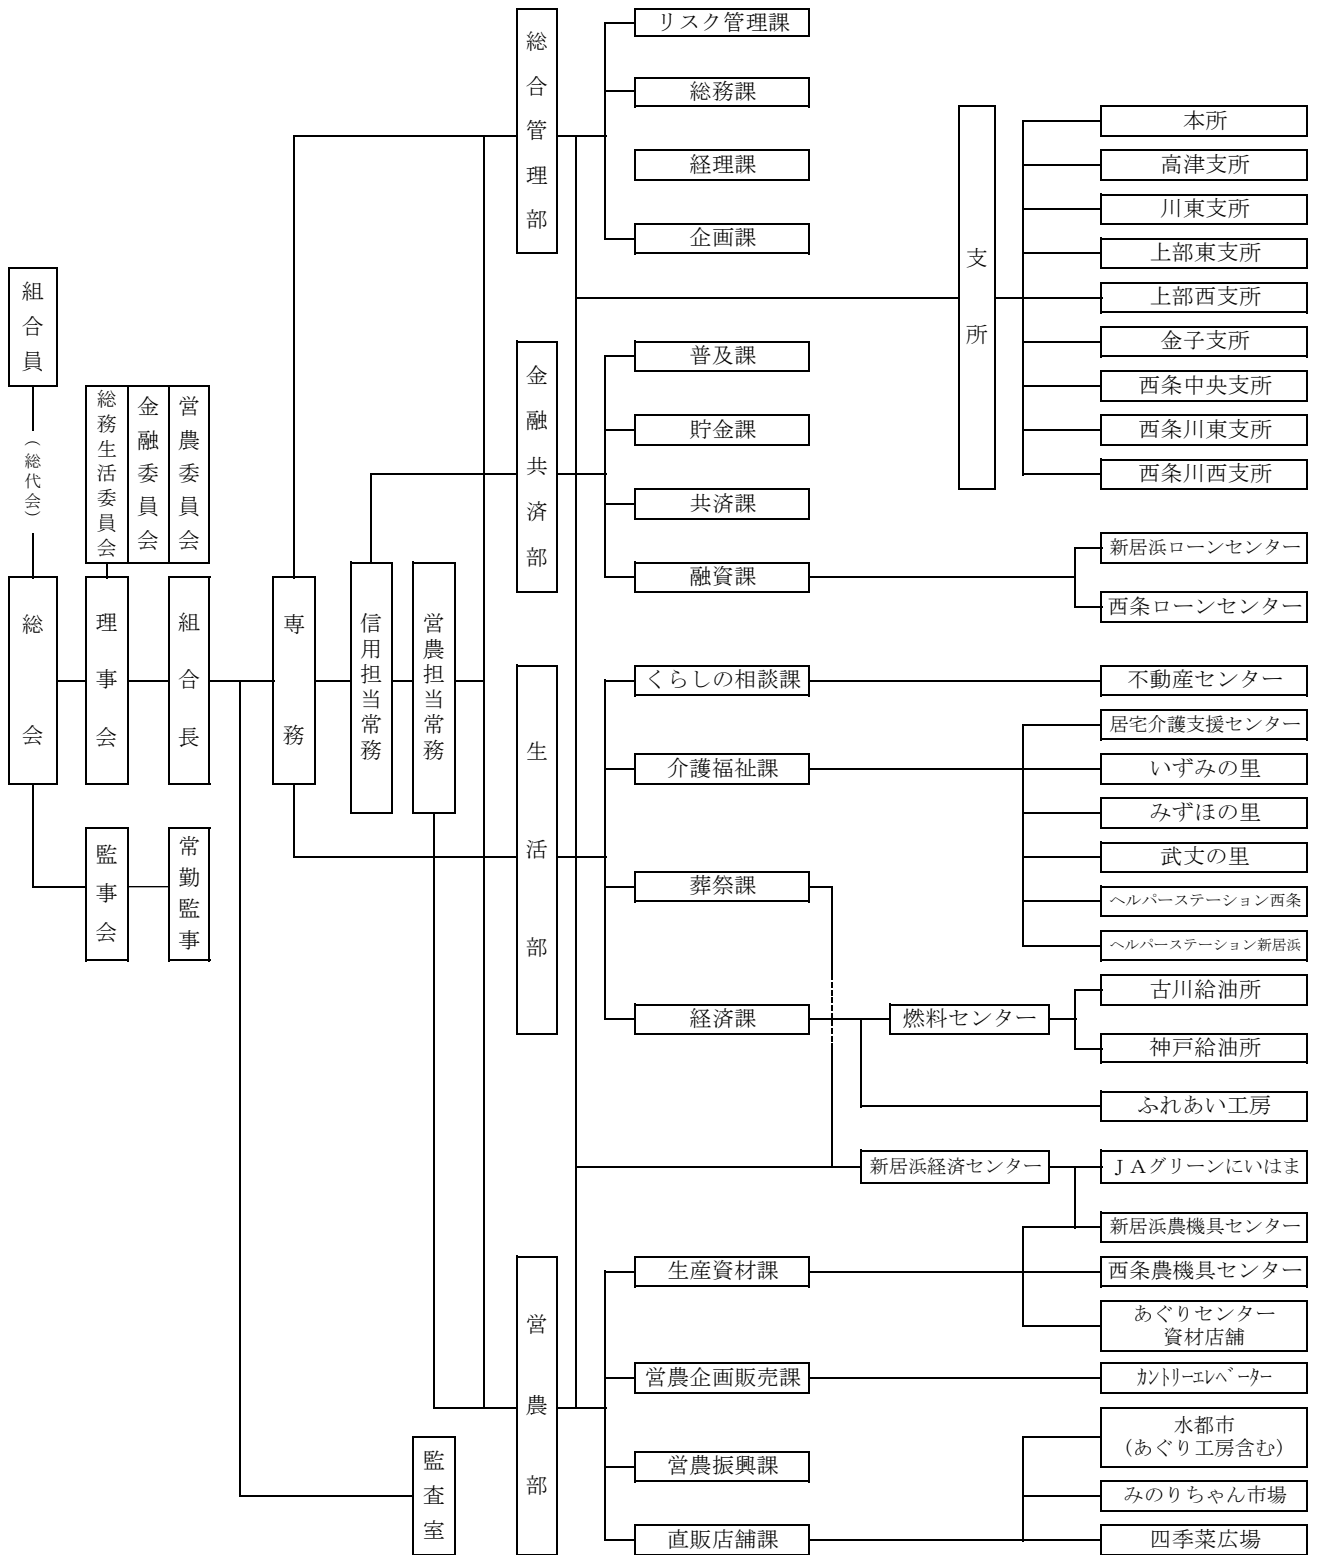 組合員
（総代会）
総会
総務生活委員会
金融委員会
営農委員会
理事会
組合長
監事会
常勤監事
専務
信用担当常務
営農担当常務
監査室
総合管理部
リスク管理課
総務課
経理課
企画課
支所
本所
高津支所
川東支所
上部東支所
上部西支所
金子支所
西条中央支所
西条川東支所
西条川西支所
金融共済部
普及課
貯金課
共済課
融資課
新居浜ローンセンター
西条ローンセンター
生活部
くらしの相談課
不動産センター
介護福祉課
居宅介護支援センター
いずみの里
みずほの里
武丈の里
ヘルパーステーション西条
ヘルパーステーション新居浜
葬祭課
経済課
燃料センター
古川給油所
神戸給油所
ふれあい工房
新居浜経済センター
ＪＡグリーンにいはま
新居浜農機具センター
営農部
生産資材課
西条農機具センター
あぐりセンター
資材店舗
営農企画販売課
ｶﾝﾄﾘｰｴﾚﾍﾞｰﾀｰ
営農振興課
直販店舗課
水都市
（あぐり工房含む）
みのりちゃん市場
四季菜広場